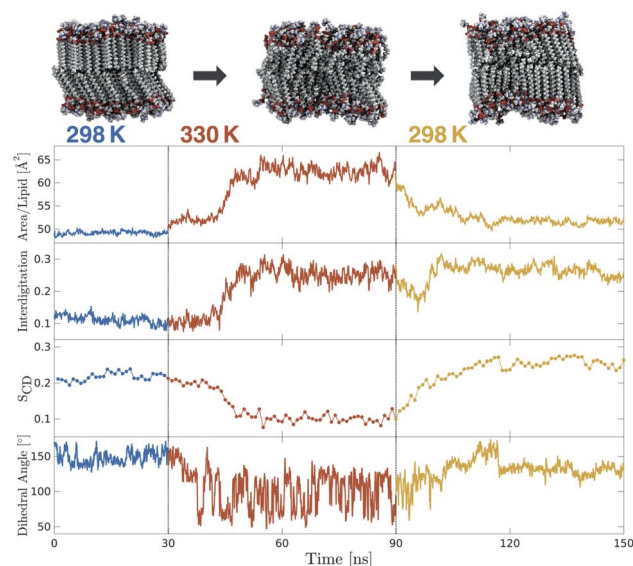 298 K 330 K 298 K
Area/Lipid [Å²]
65
60
55
50
Interdigitation
0.3
0.2
0.1
S_CD
0.3
0.2
0.1
Dihedral Angle [°]
150
100
50
0 30 60 90 120 150
Time [ns]